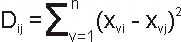 D_ij = ∑_{v=1}^{n} (x_vi - x_vj)^2